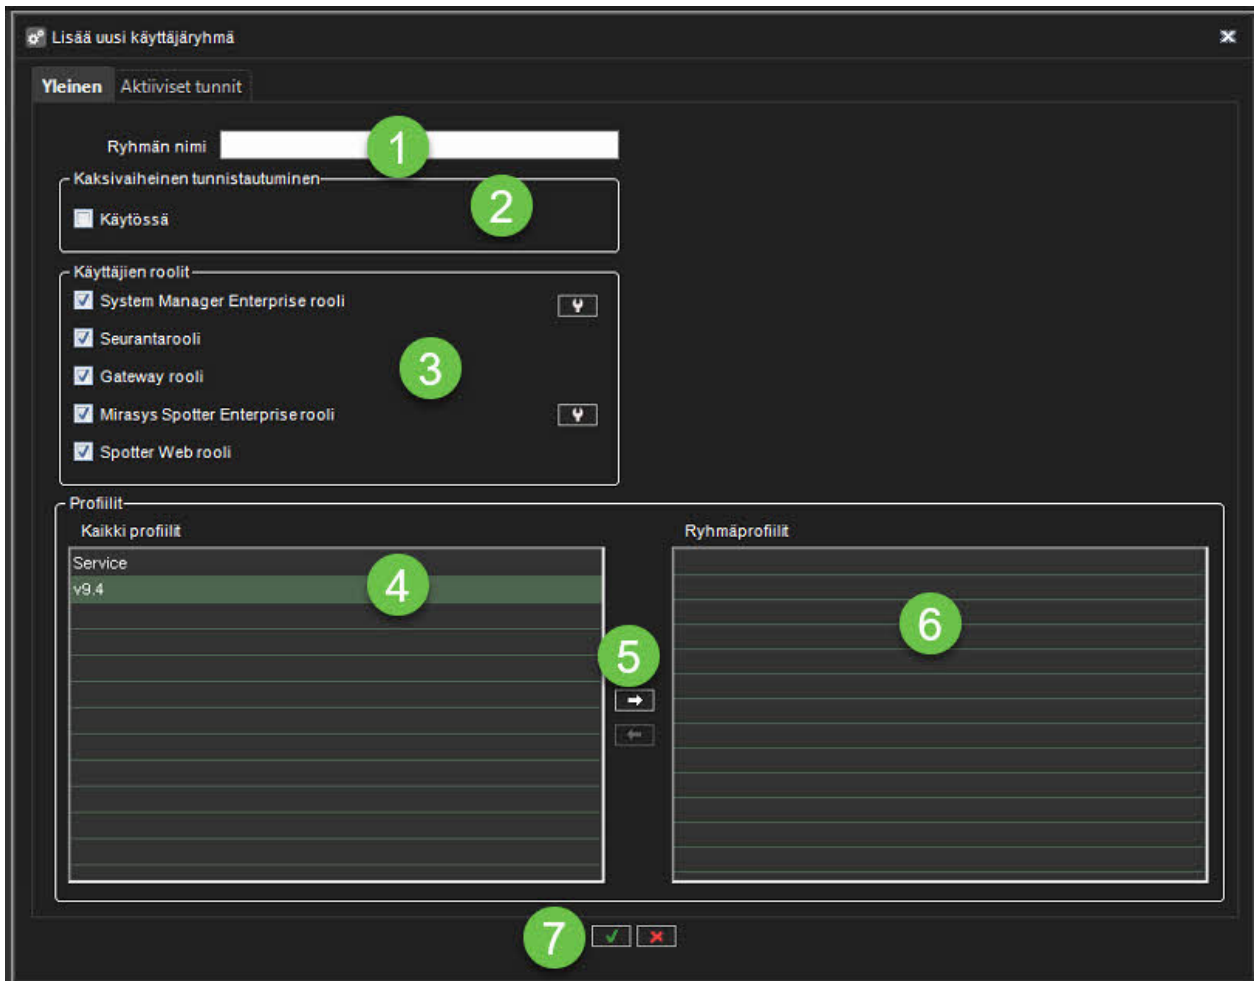 Lisää uusi käyttäjäryhmä
Yleinen Aktiiviset tunnit
Ryhmän nimi 1
Kaksivaiheinen tunnistautuminen
2
Käytössä
Käyttäjien roolit
System Manager Enterprise rooli
Seurantarooli
3
Gateway rooli
Mirasys Spotter Enterprise rooli
Spotter Web rooli
Profiilit
Kaikki profiilit
Service
v9.4
4
5
Ryhmäprofiilit
6
7